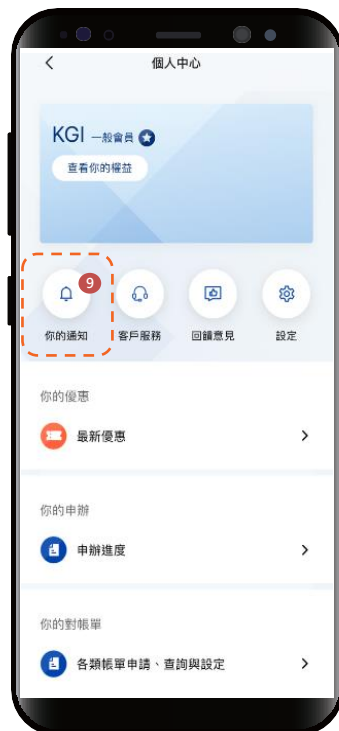 個人中心
KGI 一般會員
查看你的權益
9
你的通知 客戶服務 回饋意見 設定
你的優惠
最新優惠
你的申辦
申辦進度
你的對帳單
各類帳單申請、查詢與設定